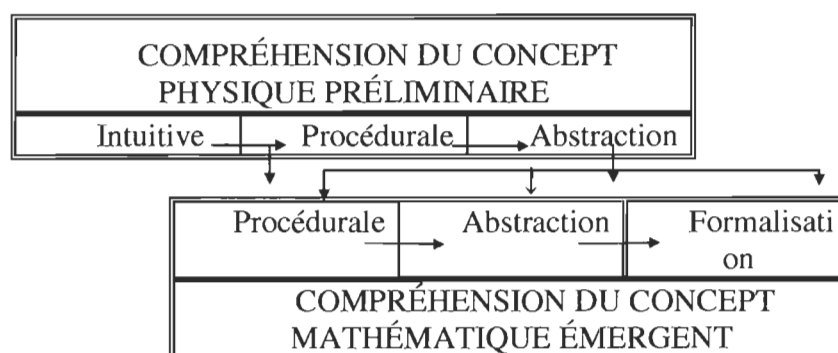 COMPRÉHENSION DU CONCEPT
PHYSIQUE PRÉLIMINAIRE
Intuitive Procédurale Abstraction
Procédurale Abstraction Formalisati
on
COMPRÉHENSION DU CONCEPT
MATHÉMATIQUE ÉMERGENT